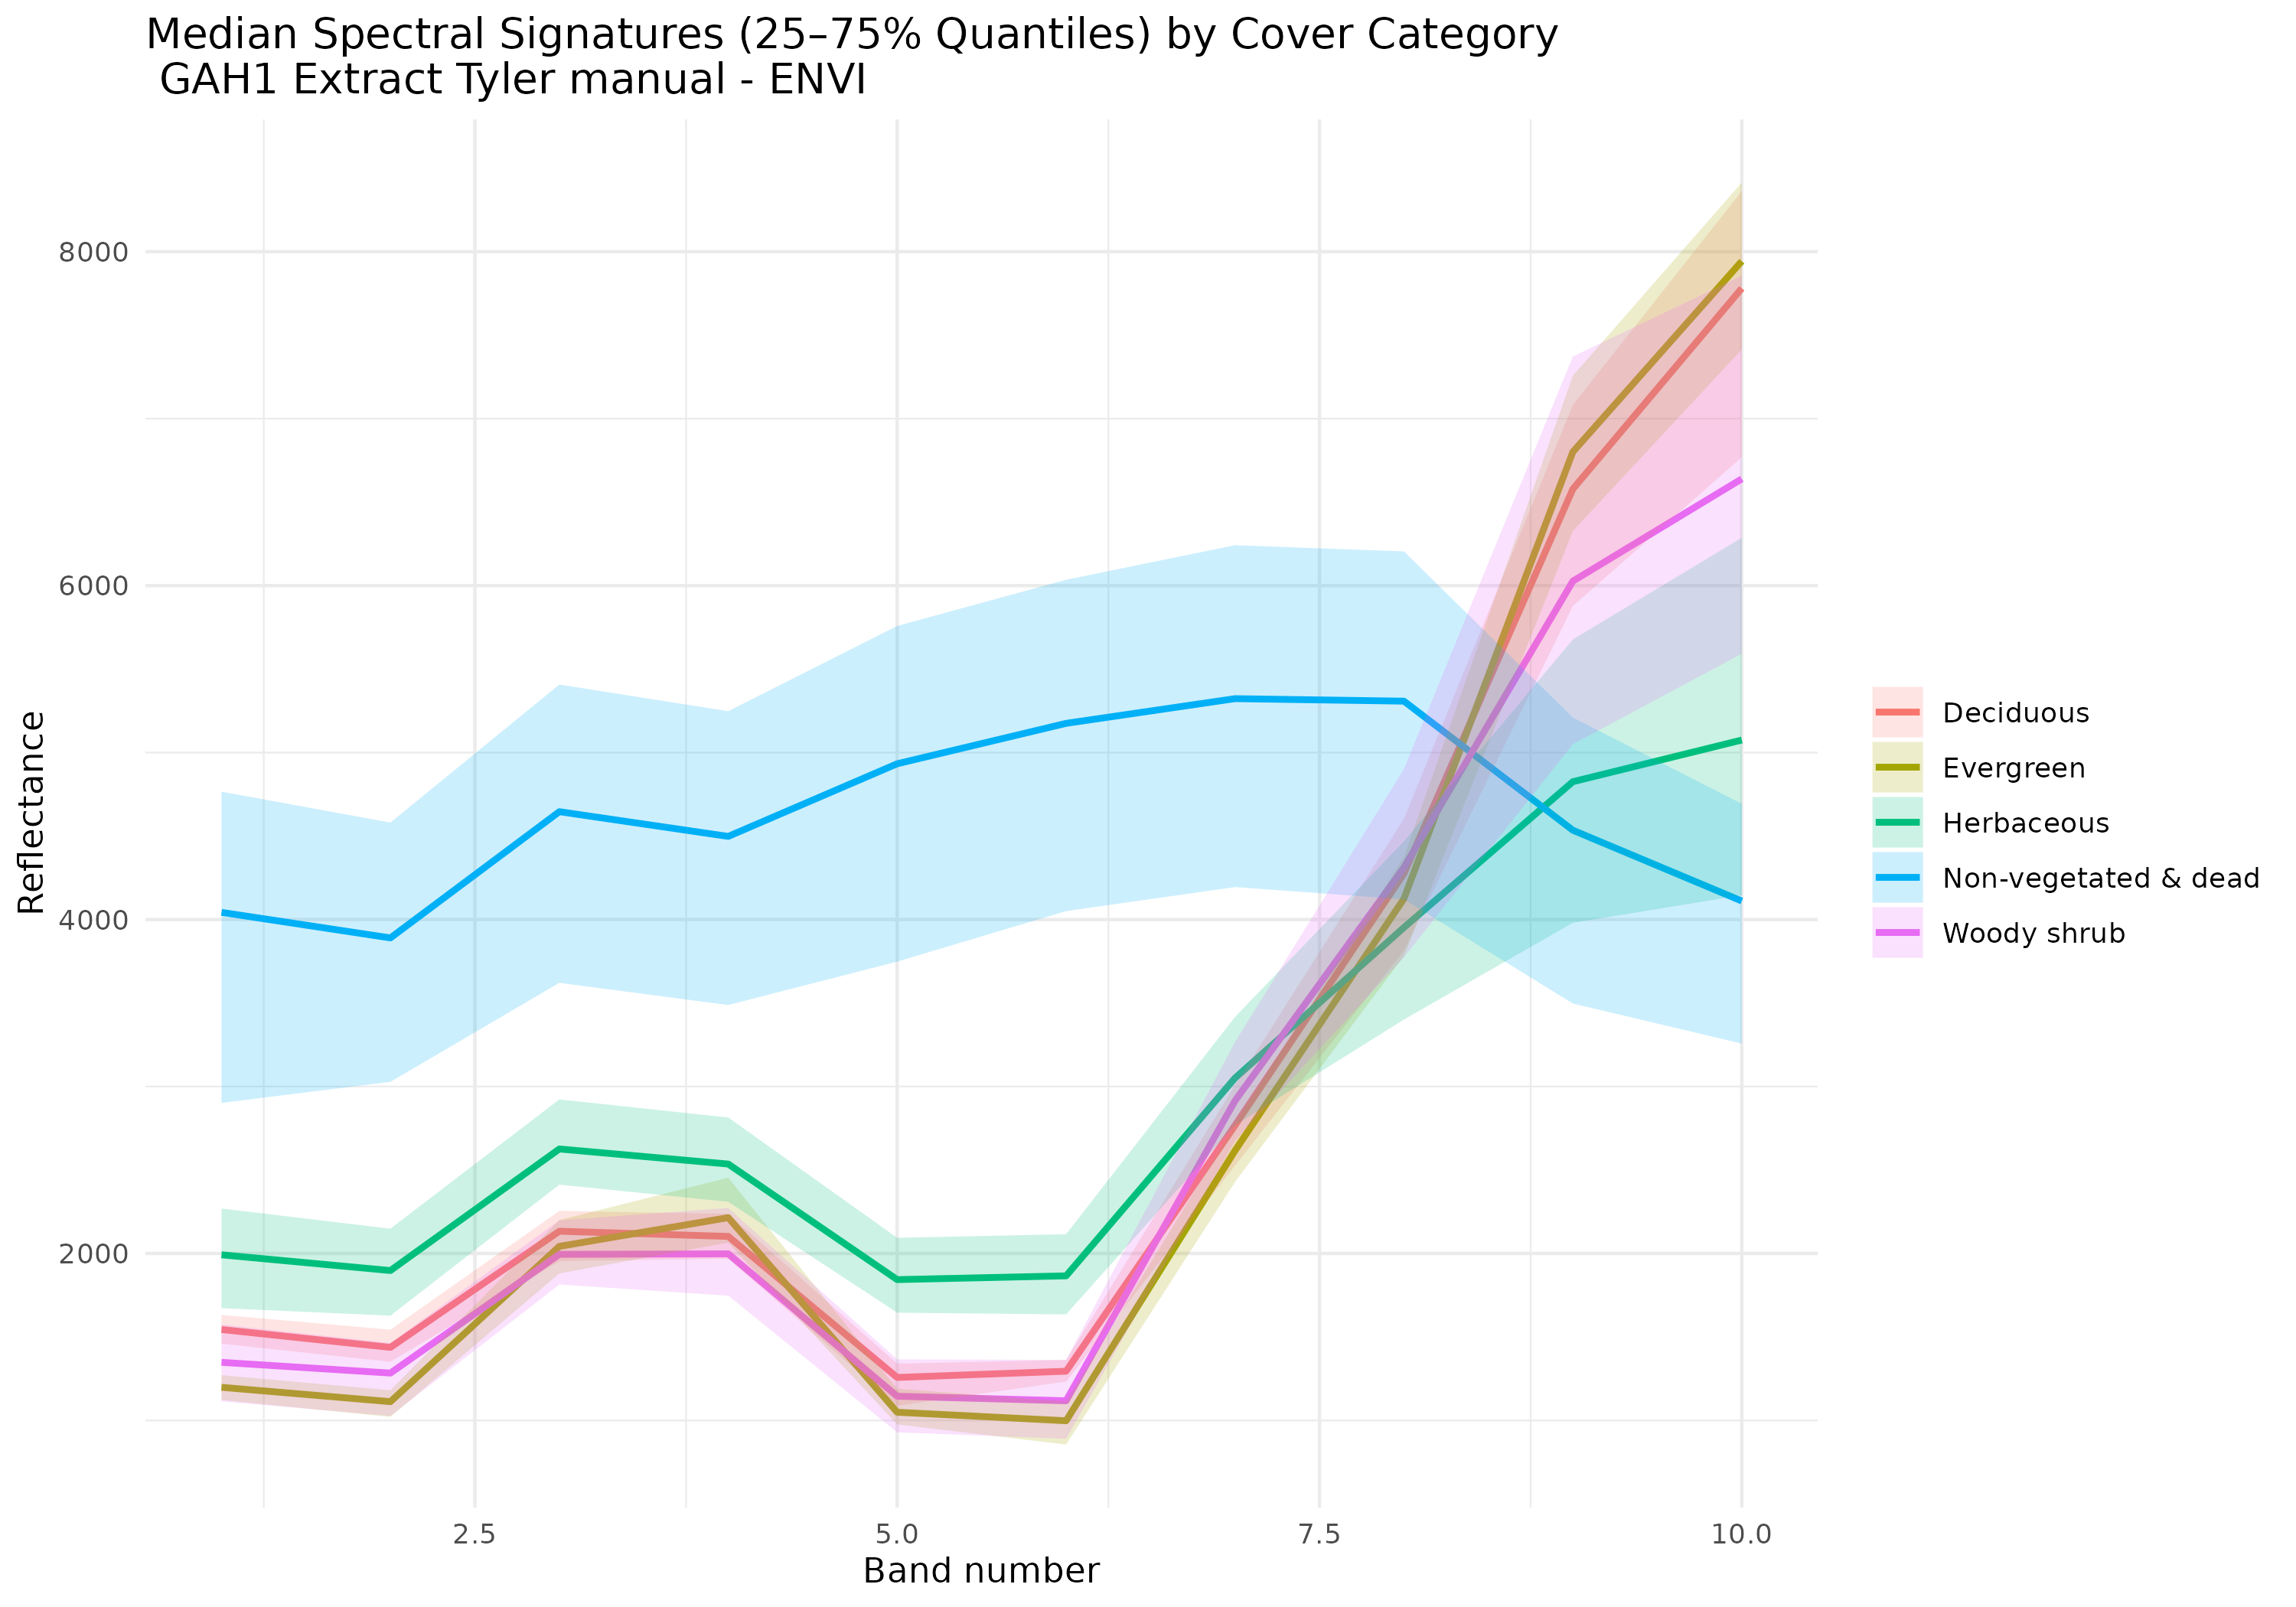 Median Spectral Signatures (25–75% Quantiles) by Cover Category
GAH1 Extract Tyler manual - ENVI
Reflectance
8000
6000
4000
2000
2.5
5.0
7.5
10.0
Band number
Deciduous
Evergreen
Herbaceous
Non-vegetated & dead
Woody shrub